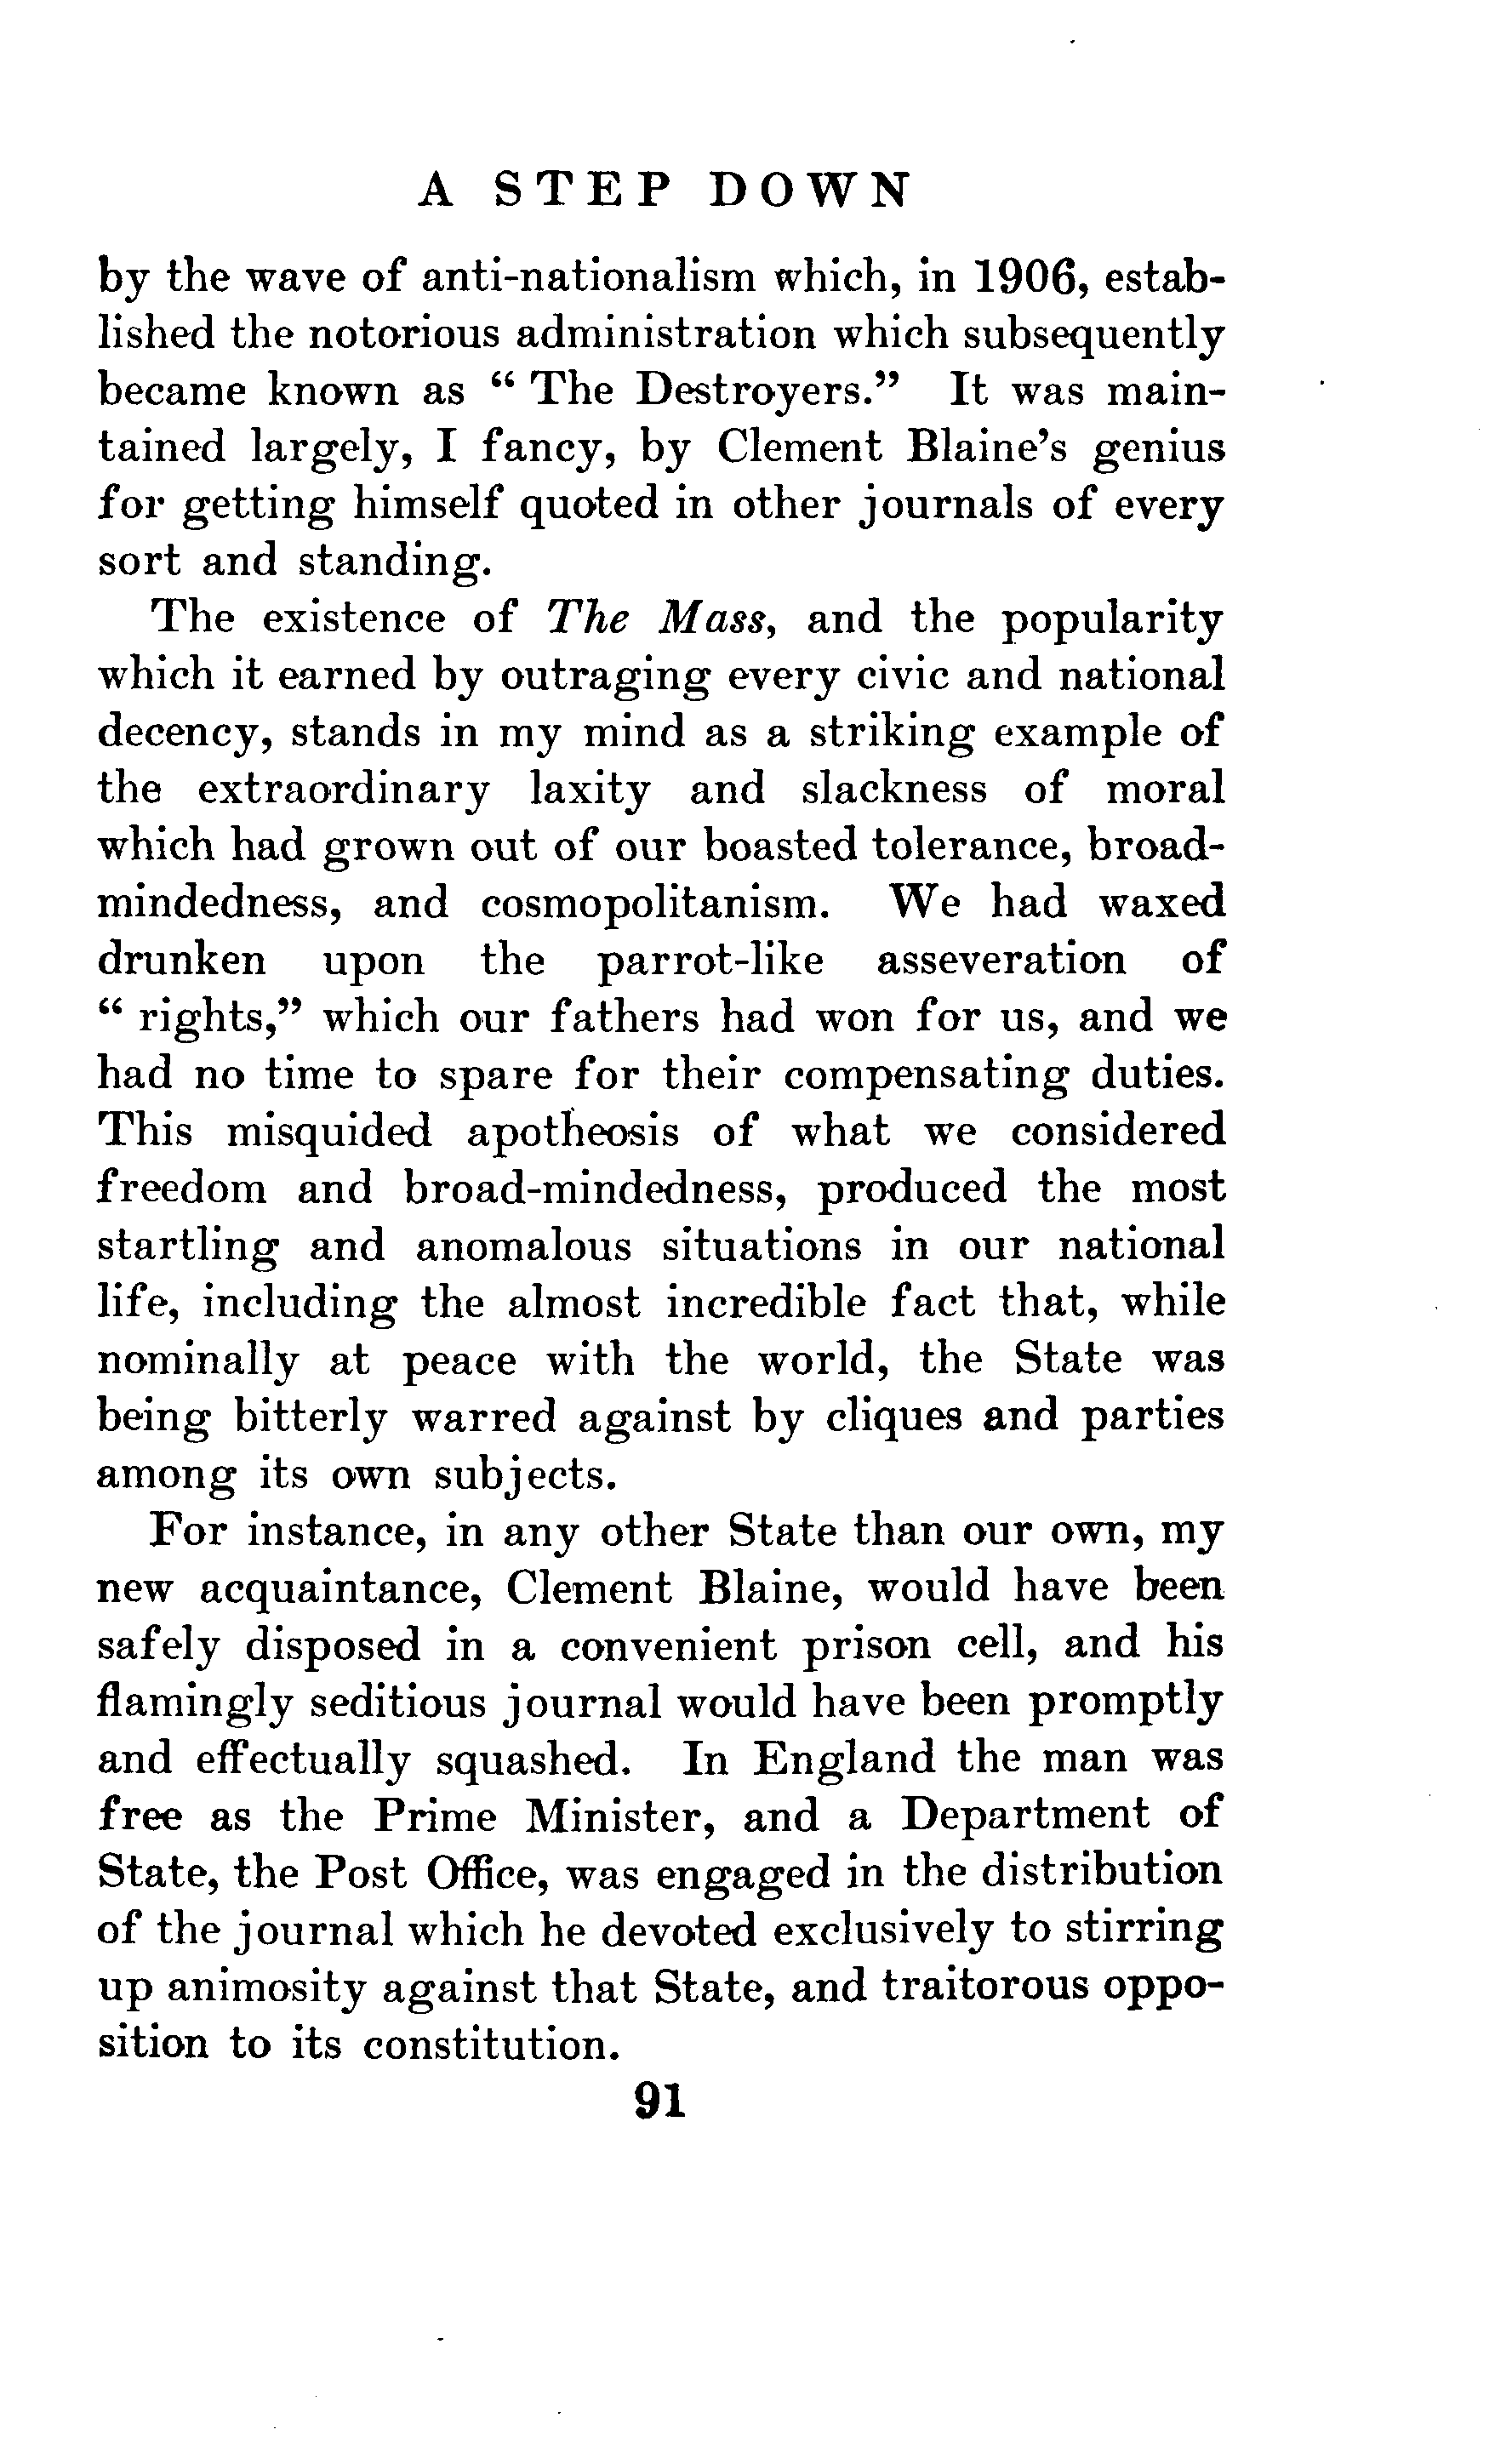 A STEP DOWN
by the wave of anti-nationalism which, in 1906, estab-
lished the notorious administration which subsequently
became known as “ The Destroyers.” It was main-
tained largely, I fancy, by Clement Blaine’s genius
for getting himself quoted in other journals of every
sort and standing.
The existence of The Mass, and the popularity
which it earned by outraging every civic and national
decency, stands in my mind as a striking example of
the extraordinary laxity and slackness of moral
which had grown out of our boasted tolerance, broad-
mindedness, and cosmopolitanism. We had waxed
drunken upon the parrot-like asseveration of
“ rights,” which our fathers had won for us, and we
had no time to spare for their compensating duties.
This misquided apotheosis of what we considered
freedom and broad-mindedness, produced the most
startling and anomalous situations in our national
life, including the almost incredible fact that, while
nominally at peace with the world, the State was
being bitterly warred against by cliques and parties
among its own subjects.
For instance, in any other State than our own, my
new acquaintance, Clement Blaine, would have been
safely disposed in a convenient prison cell, and his
flamingly seditious journal would have been promptly
and effectually squashed. In England the man was
free as the Prime Minister, and a Department of
State, the Post Office, was engaged in the distribution
of the journal which he devoted exclusively to stirring
up animosity against that State, and traitorous oppo-
sition to its constitution.
91